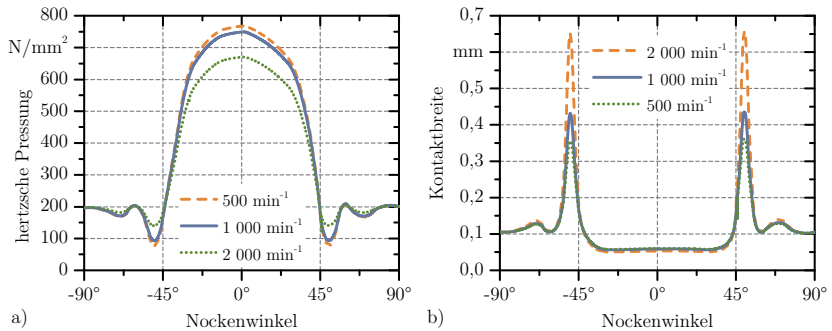 800
N/mm²
700
600
500
400
300
200
100
0
hertzsche Pressung
500 min⁻¹
1 000 min⁻¹
2 000 min⁻¹
-90° -45° 0° 45° 90°
a) Nockenwinkel
0,7
mm
0,5
0,4
0,3
0,2
0,1
0,0
Kontaktbreite
2 000 min⁻¹
1 000 min⁻¹
500 min⁻¹
-90° -45° 0° 45° 90°
b) Nockenwinkel